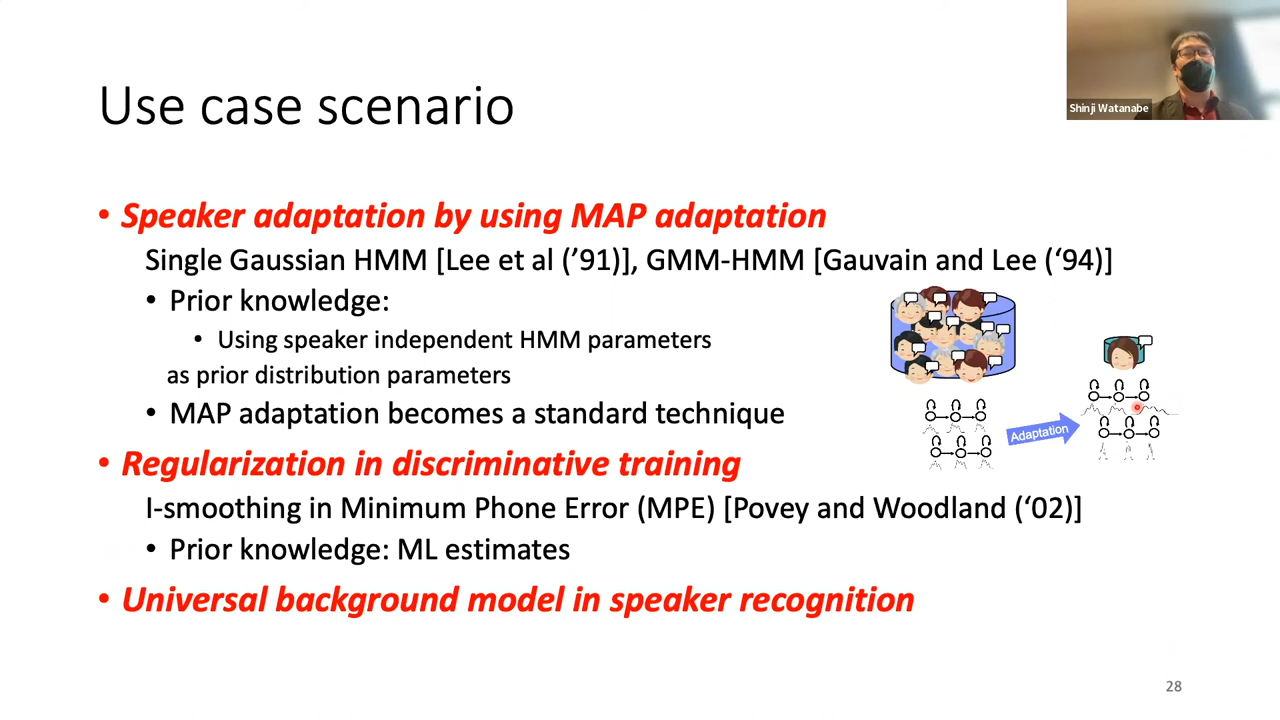 Use case scenario
Shinji Watanabe
• Speaker adaptation by using MAP adaptation
Single Gaussian HMM [Lee et al (’91)], GMM-HMM [Gauvain and Lee (‘94)]
• Prior knowledge:
• Using speaker independent HMM parameters
as prior distribution parameters
• MAP adaptation becomes a standard technique
Adaptation
• Regularization in discriminative training
I-smoothing in Minimum Phone Error (MPE) [Povey and Woodland (‘02)]
• Prior knowledge: ML estimates
• Universal background model in speaker recognition
28